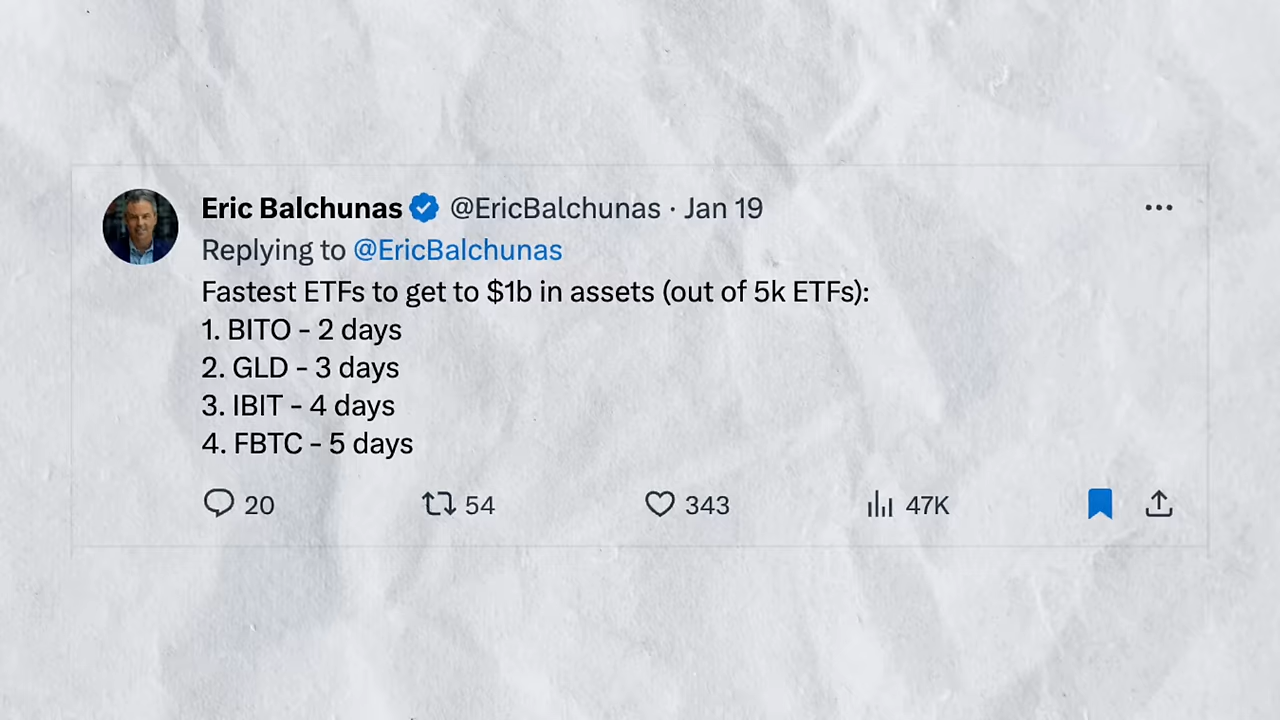 Eric Balchunas @EricBalchunas · Jan 19
Replying to @EricBalchunas
Fastest ETFs to get to $1b in assets (out of 5k ETFs):
1. BITO - 2 days
2. GLD - 3 days
3. IBIT - 4 days
4. FBTC - 5 days
20 54 343 47K